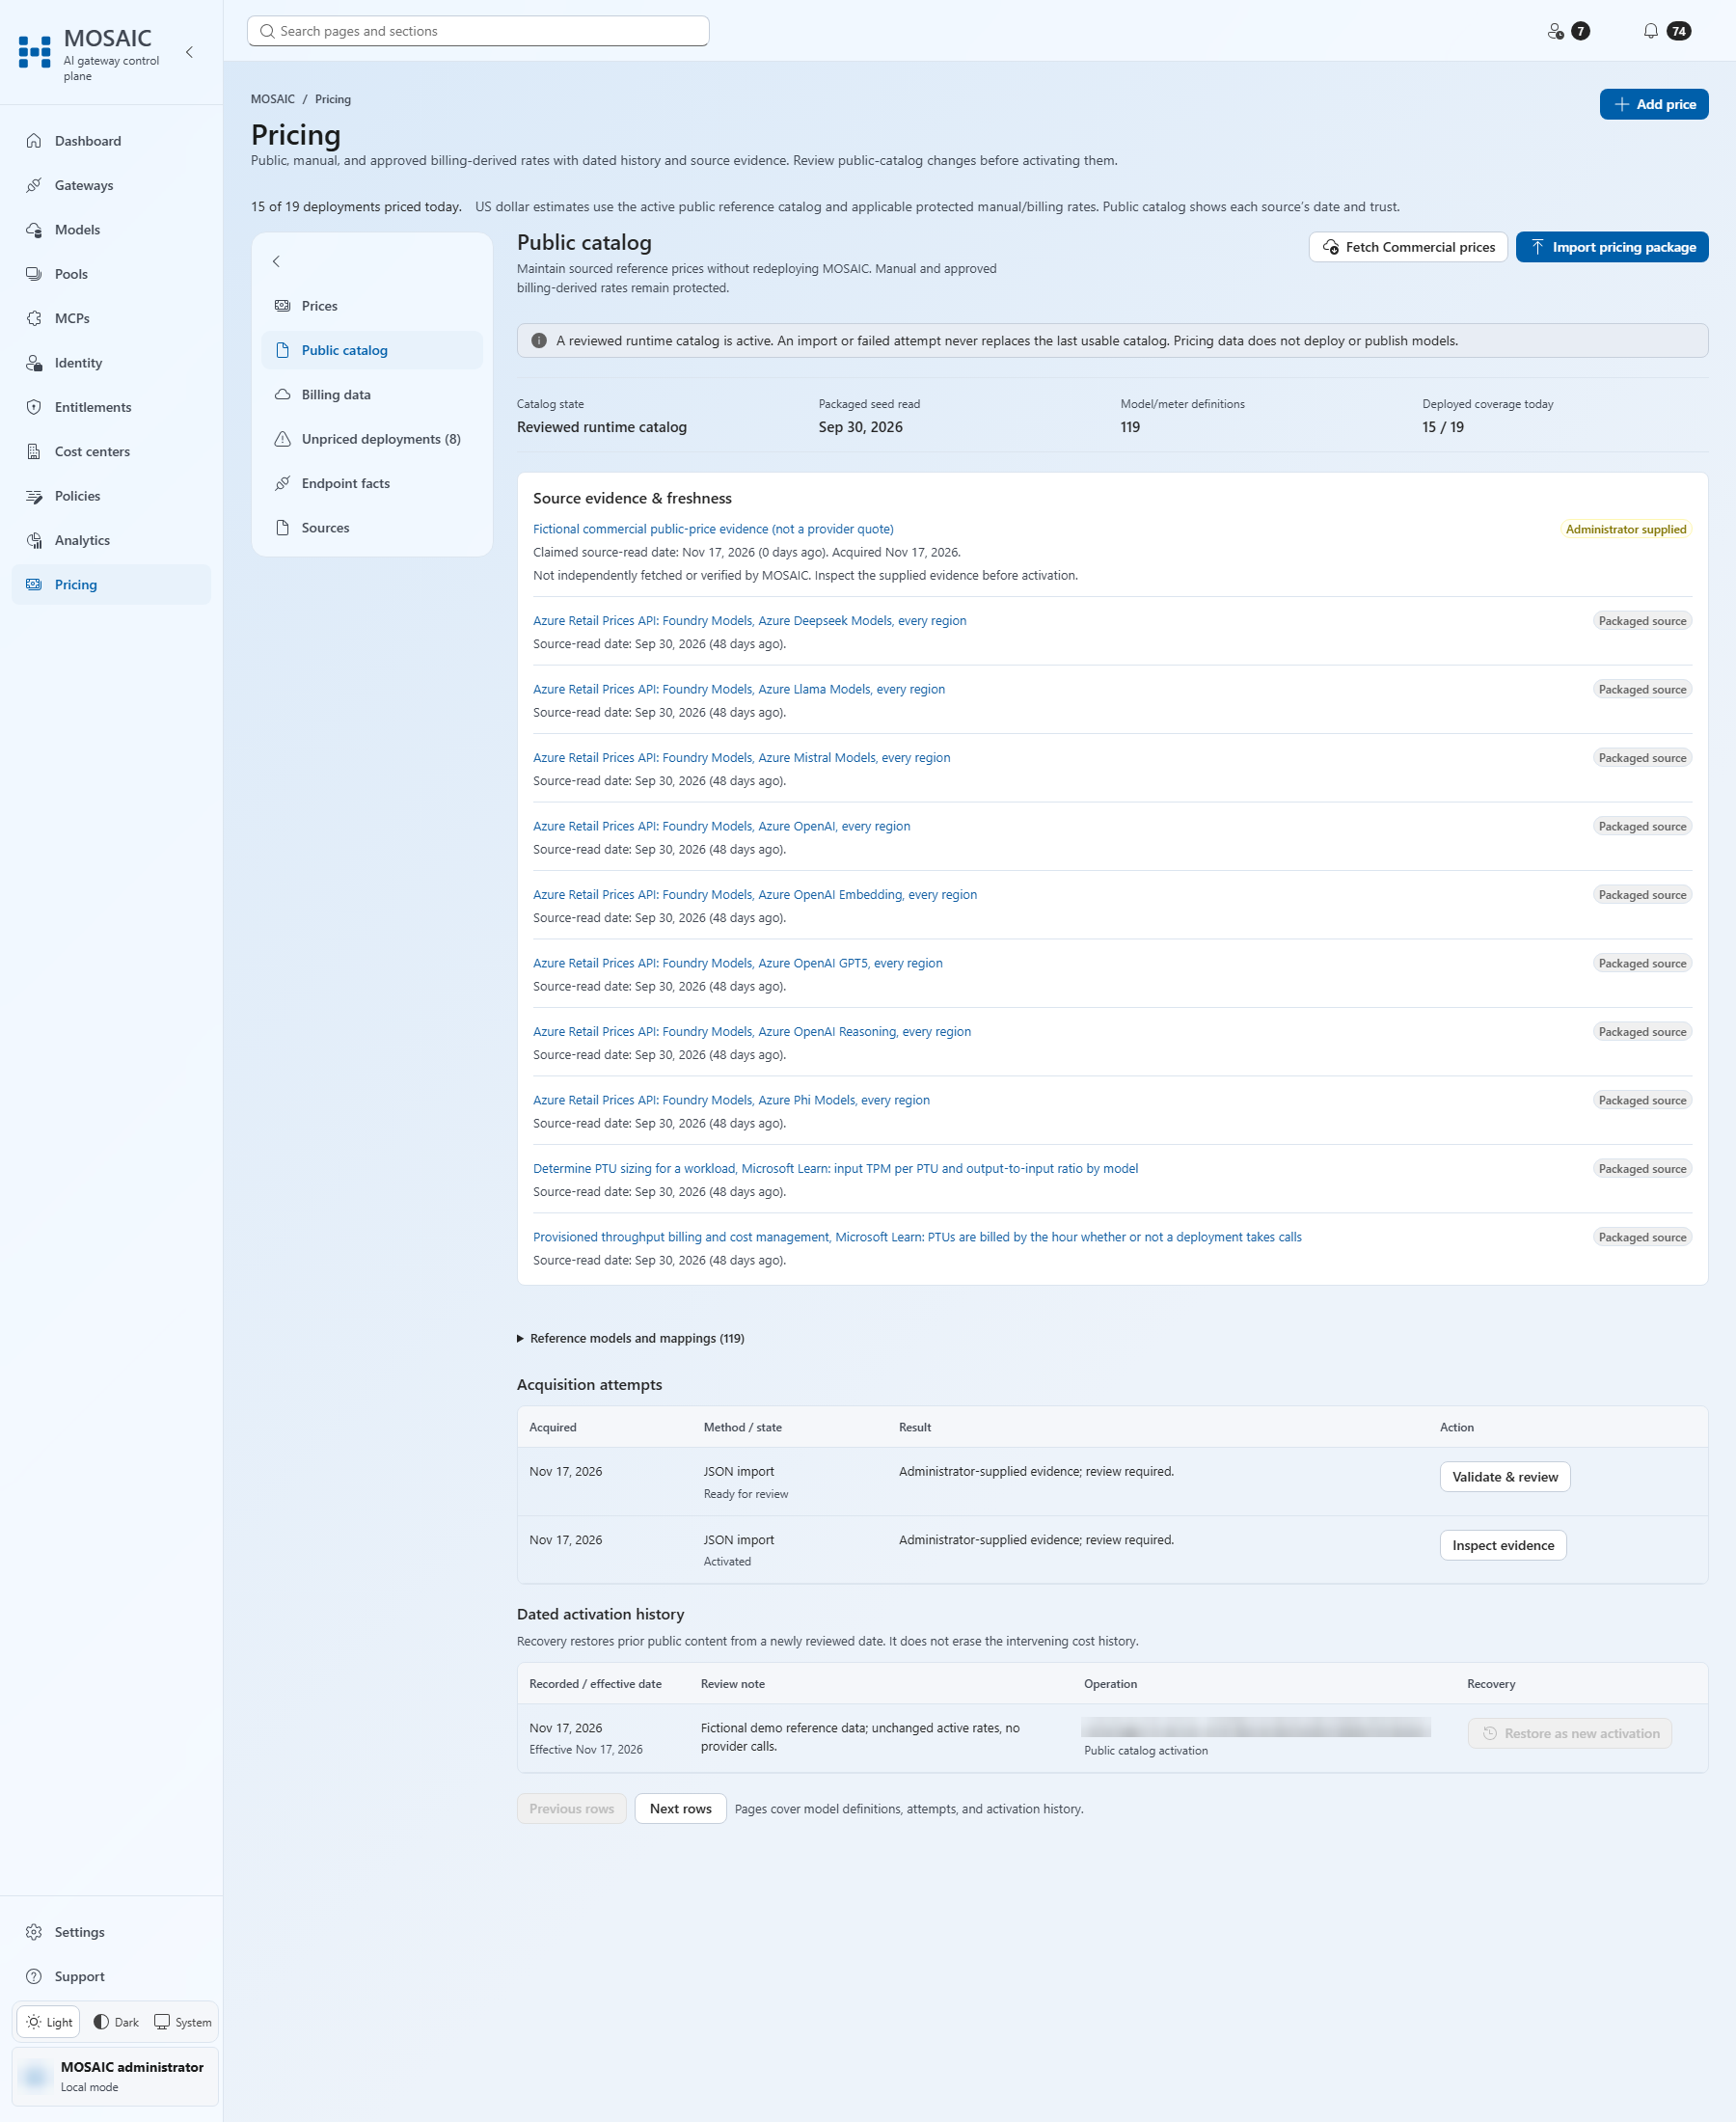 MOSAIC
AI gateway control
plane
Search pages and sections
7
74
Dashboard
Gateways
Models
Pools
MCPs
Identity
Entitlements
Cost centers
Policies
Analytics
Pricing
MOSAIC / Pricing
Add price
Pricing
Public, manual, and approved billing-derived rates with dated history and source evidence. Review public-catalog changes before activating them.
15 of 19 deployments priced today. US dollar estimates use the active public reference catalog and applicable protected manual/billing rates. Public catalog shows each source's date and trust.
Prices
Public catalog
Billing data
Unpriced deployments (8)
Endpoint facts
Sources
Public catalog
Maintain sourced reference prices without redeploying MOSAIC. Manual and approved
billing-derived rates remain protected.
Fetch Commercial prices
Import pricing package
A reviewed runtime catalog is active. An import or failed attempt never replaces the last usable catalog. Pricing data does not deploy or publish models.
Catalog state
Reviewed runtime catalog
Packaged seed read
Sep 30, 2026
Model/meter definitions
119
Deployed coverage today
15 / 19
Source evidence & freshness
Fictional commercial public-price evidence (not a provider quote)
Administrator supplied
Claimed source-read date: Nov 17, 2026 (0 days ago). Acquired Nov 17, 2026.
Not independently fetched or verified by MOSAIC. Inspect the supplied evidence before activation.
Azure Retail Prices API: Foundry Models, Azure Deepseek Models, every region
Packaged source
Source-read date: Sep 30, 2026 (48 days ago).
Azure Retail Prices API: Foundry Models, Azure Llama Models, every region
Packaged source
Source-read date: Sep 30, 2026 (48 days ago).
Azure Retail Prices API: Foundry Models, Azure Mistral Models, every region
Packaged source
Source-read date: Sep 30, 2026 (48 days ago).
Azure Retail Prices API: Foundry Models, Azure OpenAI, every region
Packaged source
Source-read date: Sep 30, 2026 (48 days ago).
Azure Retail Prices API: Foundry Models, Azure OpenAI Embedding, every region
Packaged source
Source-read date: Sep 30, 2026 (48 days ago).
Azure Retail Prices API: Foundry Models, Azure OpenAI GPT5, every region
Packaged source
Source-read date: Sep 30, 2026 (48 days ago).
Azure Retail Prices API: Foundry Models, Azure OpenAI Reasoning, every region
Packaged source
Source-read date: Sep 30, 2026 (48 days ago).
Azure Retail Prices API: Foundry Models, Azure Phi Models, every region
Packaged source
Source-read date: Sep 30, 2026 (48 days ago).
Determine PTU sizing for a workload, Microsoft Learn: input TPM per PTU and output-to-input ratio by model
Packaged source
Source-read date: Sep 30, 2026 (48 days ago).
Provisioned throughput billing and cost management, Microsoft Learn: PTUs are billed by the hour whether or not a deployment takes calls
Packaged source
Source-read date: Sep 30, 2026 (48 days ago).
Reference models and mappings (119)
Acquisition attempts
Acquired
Method / state
Result
Action
Nov 17, 2026
JSON import
Ready for review
Administrator-supplied evidence; review required.
Validate & review
Nov 17, 2026
JSON import
Activated
Administrator-supplied evidence; review required.
Inspect evidence
Dated activation history
Recovery restores prior public content from a newly reviewed date. It does not erase the intervening cost history.
Recorded / effective date
Review note
Operation
Recovery
Nov 17, 2026
Effective Nov 17, 2026
Fictional demo reference data; unchanged active rates, no
provider calls.
Public catalog activation
Restore as new activation
Previous rows
Next rows
Pages cover model definitions, attempts, and activation history.
Settings
Support
Light
Dark
System
MOSAIC administrator
Local mode